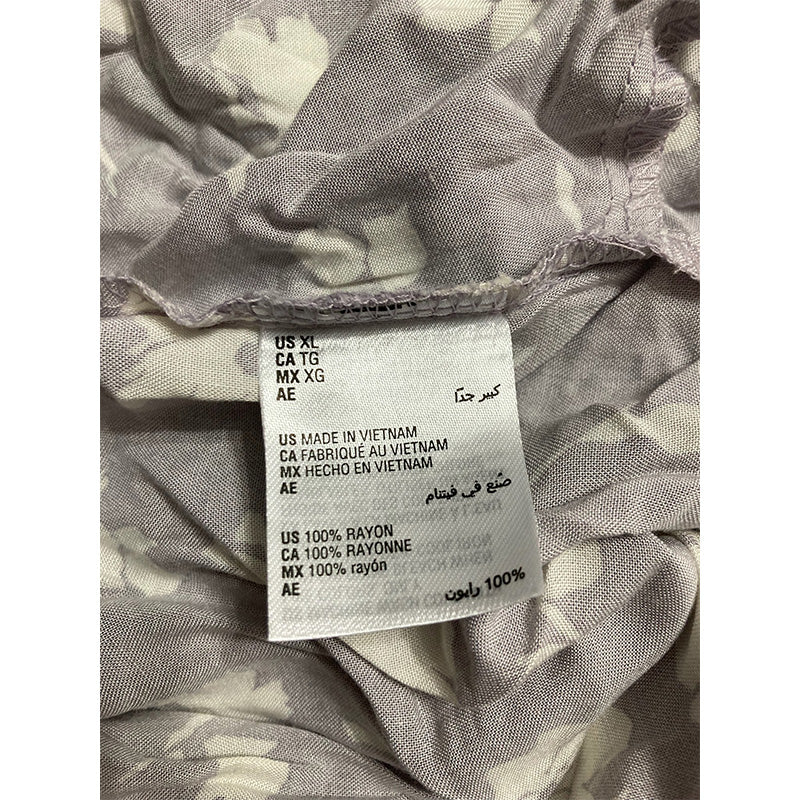 US XL
CA TG
MX XG
AE كبير جدًا
US MADE IN VIETNAM
CA FABRIQUÉ AU VIETNAM
MX HECHO EN VIETNAM
AE صُنع في فيتنام
US 100% RAYON
CA 100% RAYONNE
MX 100% rayón
AE 100% رايون